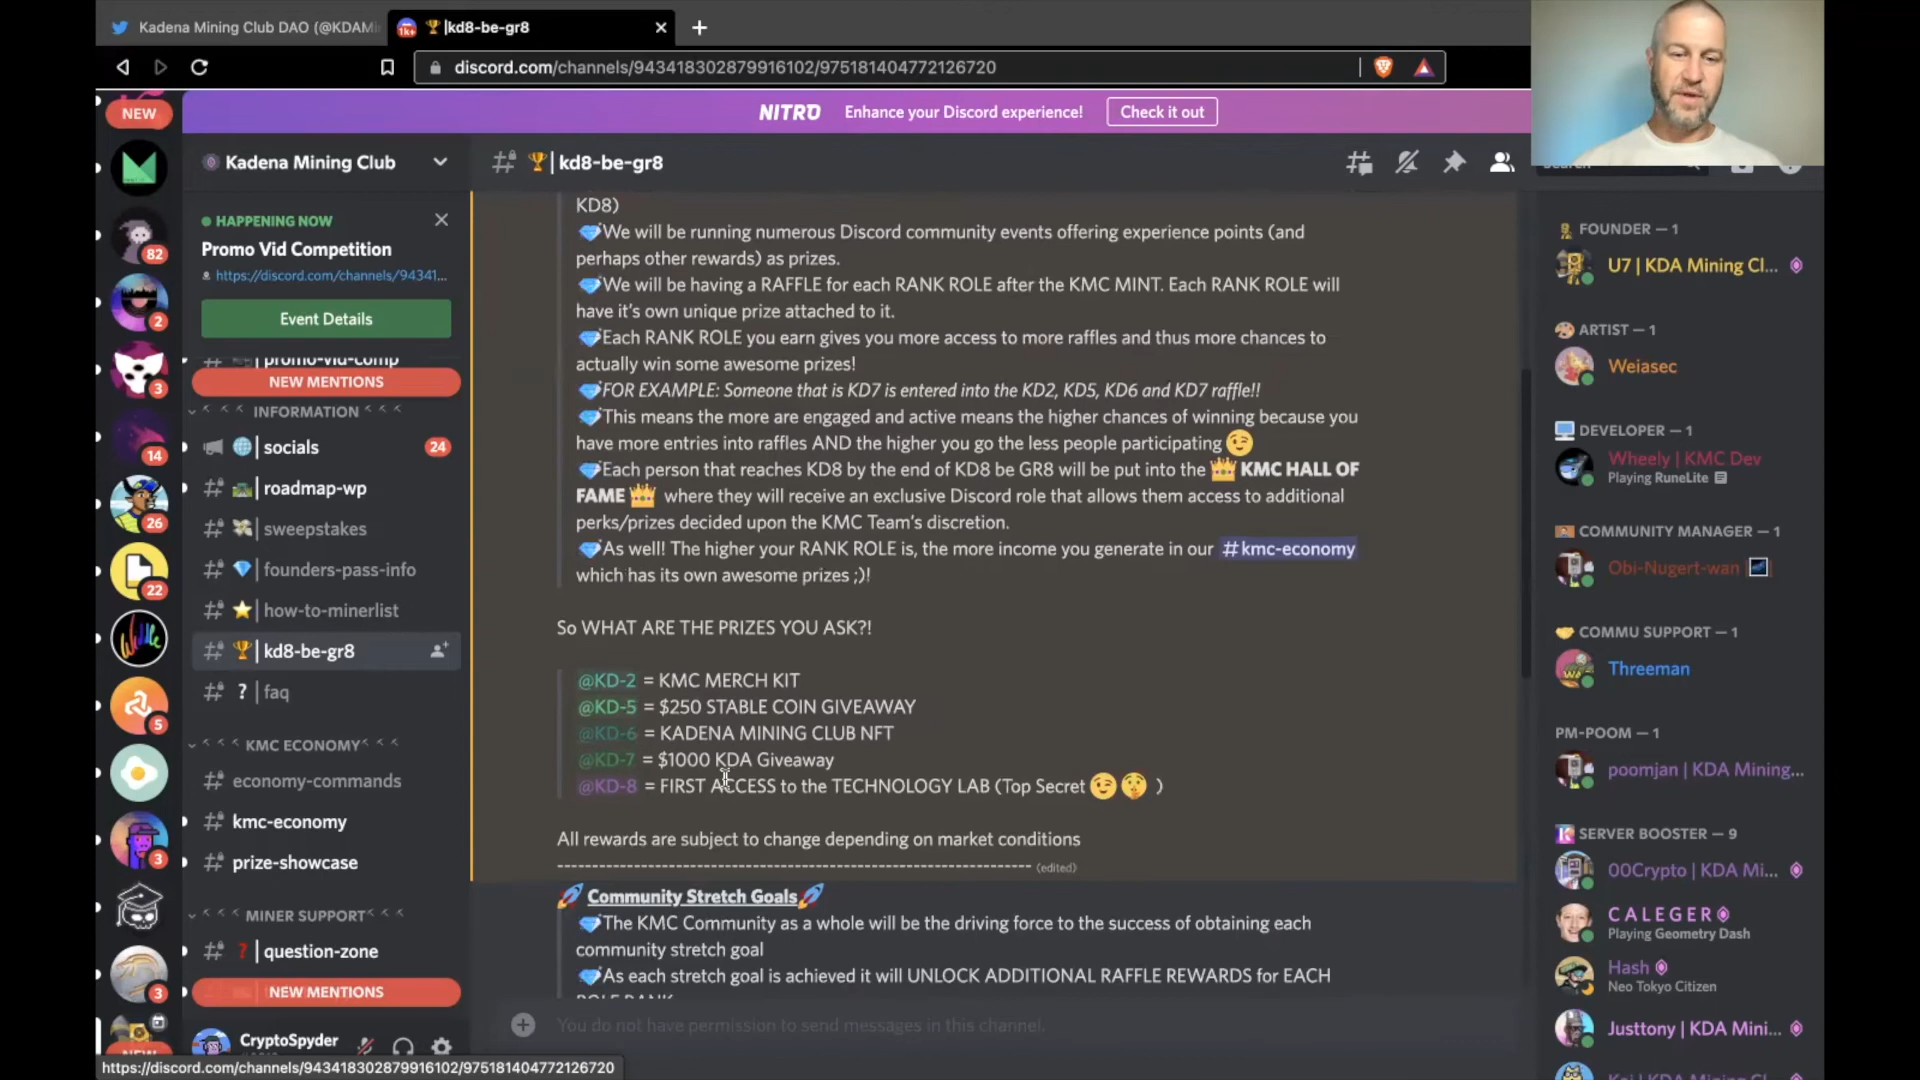 Kadena Mining Club DAO (@KDAMi
1k+ |kd8-be-gr8
discord.com/channels/943418302879916102/975181404772126720
NEW
NITRO Enhance your Discord experience! Check it out
Kadena Mining Club
HAPPENING NOW
Promo Vid Competition
https://discord.com/channels/94341...
Event Details
promo-vid-comp
NEW MENTIONS
INFORMATION
socials 24
roadmap-wp
sweepstakes
founders-pass-info
how-to-minerlist
kd8-be-gr8
? | faq
KMC ECONOMY
economy-commands
kmc-economy
prize-showcase
MINER SUPPORT
question-zone
NEW MENTIONS
CryptoSpyder
82
2
3
14
26
22
5
3
3
https://discord.com/channels/943418302879916102/975181404772126720
| kd8-be-gr8
KD8)
💎We will be running numerous Discord community events offering experience points (and
perhaps other rewards) as prizes.
💎We will be having a RAFFLE for each RANK ROLE after the KMC MINT. Each RANK ROLE will
have it's own unique prize attached to it.
💎Each RANK ROLE you earn gives you more access to more raffles and thus more chances to
actually win some awesome prizes!
💎FOR EXAMPLE: Someone that is KD7 is entered into the KD2, KD5, KD6 and KD7 raffle!!
💎This means the more are engaged and active means the higher chances of winning because you
have more entries into raffles AND the higher you go the less people participating 😉
💎Each person that reaches KD8 by the end of KD8 be GR8 will be put into the 👑 KMC HALL OF
FAME 👑 where they will receive an exclusive Discord role that allows them access to additional
perks/prizes decided upon the KMC Team's discretion.
💎As well! The higher your RANK ROLE is, the more income you generate in our #kmc-economy
which has its own awesome prizes ;)!
So WHAT ARE THE PRIZES YOU ASK?!
@KD-2 = KMC MERCH KIT
@KD-5 = $250 STABLE COIN GIVEAWAY
@KD-6 = KADENA MINING CLUB NFT
@KD-7 = $1000 KDA Giveaway
@KD-8 = FIRST ACCESS to the TECHNOLOGY LAB (Top Secret 😉🤫 )
All rewards are subject to change depending on market conditions
-------------------------------------------------------------------- (edited)
🚀 Community Stretch Goals🚀
💎The KMC Community as a whole will be the driving force to the success of obtaining each
community stretch goal
💎As each stretch goal is achieved it will UNLOCK ADDITIONAL RAFFLE REWARDS for EACH
ROLE RANK
You do not have permission to send messages in this channel.
Search
FOUNDER — 1
U7 | KDA Mining Cl...
ARTIST — 1
Weiasec
DEVELOPER — 1
Wheely | KMC Dev
Playing RuneLite
COMMUNITY MANAGER — 1
Obi-Nugert-wan
COMMU SUPPORT — 1
Threeman
PM-POOM — 1
poomjan | KDA Mining...
SERVER BOOSTER — 9
00Crypto | KDA Mi...
CALEGER
Playing Geometry Dash
Hash
Neo Tokyo Citizen
Justtony | KDA Mini...